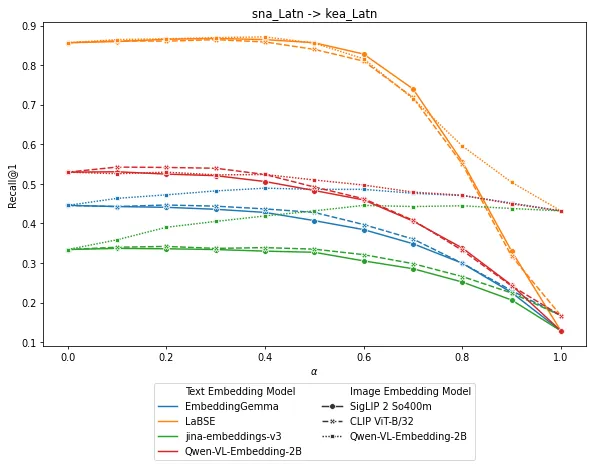 sna_Latn -> kea_Latn
0.9
0.8
0.7
0.6
0.5
0.4
0.3
0.2
0.1
Recall@1
0.0 0.2 0.4 0.6 0.8 1.0
α
Text Embedding Model
EmbeddingGemma
LaBSE
jina-embeddings-v3
Qwen-VL-Embedding-2B
Image Embedding Model
SigLIP 2 So400m
CLIP ViT-B/32
Qwen-VL-Embedding-2B